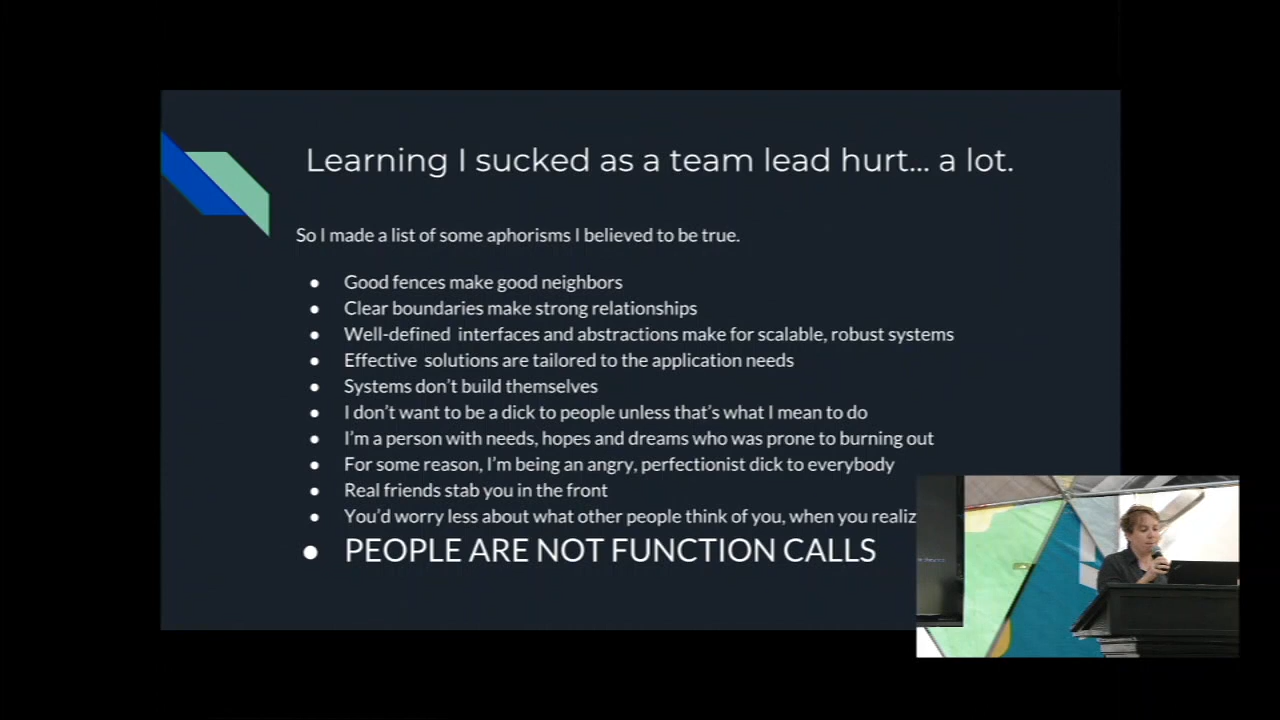 Learning I sucked as a team lead hurt... a lot.
So I made a list of some aphorisms I believed to be true.
● Good fences make good neighbors
● Clear boundaries make strong relationships
● Well-defined interfaces and abstractions make for scalable, robust systems
● Effective solutions are tailored to the application needs
● Systems don't build themselves
● I don't want to be a dick to people unless that's what I mean to do
● I'm a person with needs, hopes and dreams who was prone to burning out
● For some reason, I'm being an angry, perfectionist dick to everybody
● Real friends stab you in the front
● You'd worry less about what other people think of you, when you realiz
● PEOPLE ARE NOT FUNCTION CALLS